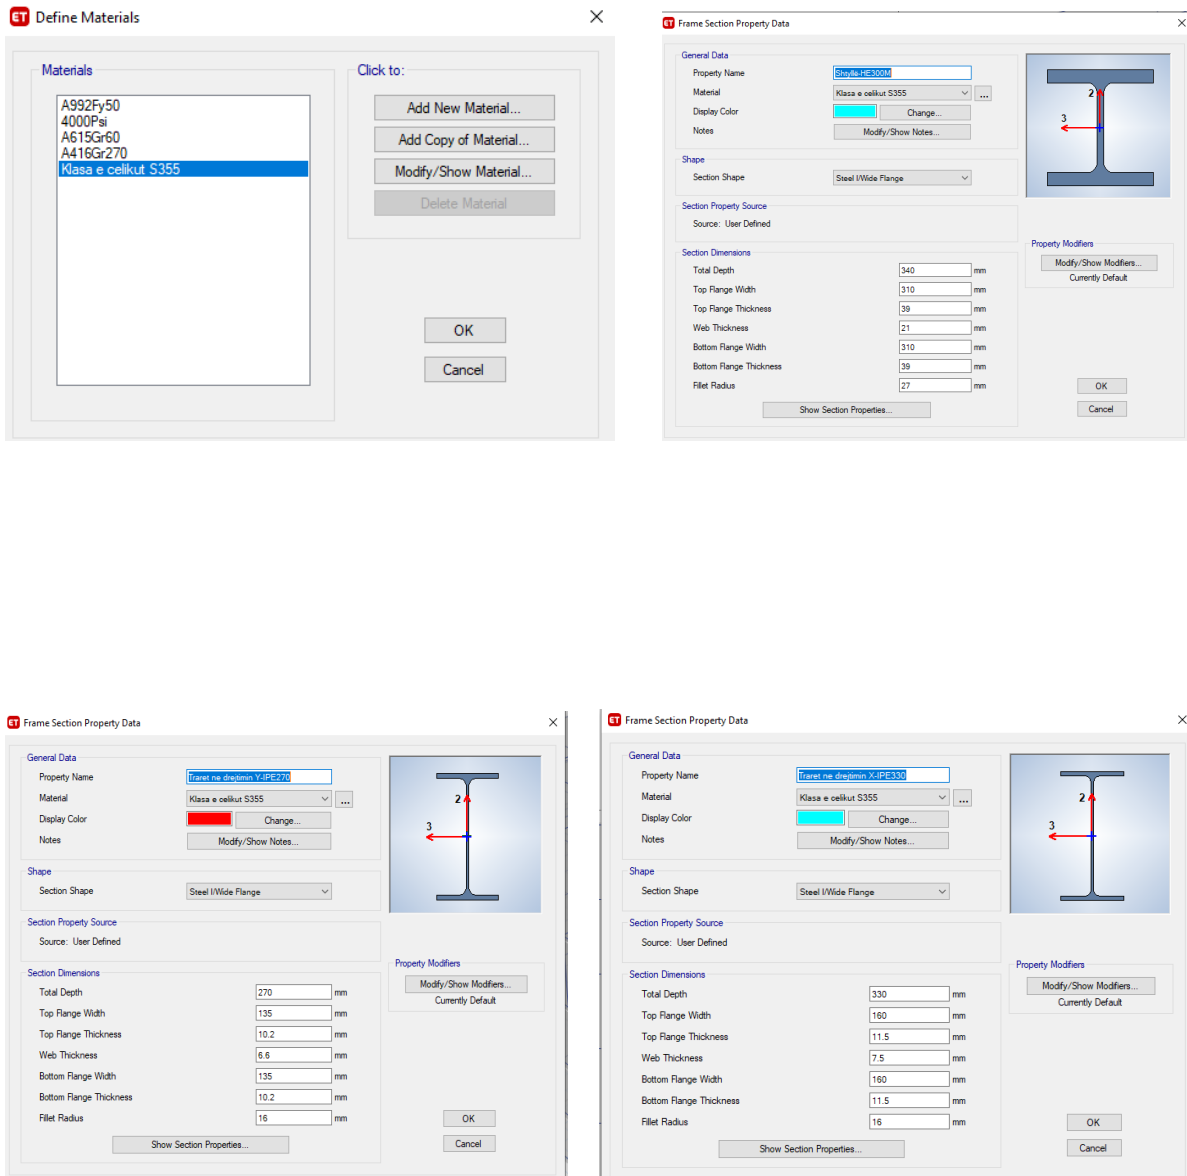 ET Define Materials
Materials
A992Fy50
4000Psi
A615Gr60
A416Gr270
Klasa e celikut S355
Click to:
Add New Material...
Add Copy of Material...
Modify/Show Material...
Delete Material
OK
Cancel
ET Frame Section Property Data
General Data
Property Name Shtylle-HE300M
Material Klasa e celikut S355 ...
Display Color Change...
Notes Modify/Show Notes...
Shape
Section Shape Steel I/Wide Flange
Section Property Source
Source: User Defined
Section Dimensions
Total Depth 340 mm
Top Flange Width 310 mm
Top Flange Thickness 39 mm
Web Thickness 21 mm
Bottom Flange Width 310 mm
Bottom Flange Thickness 39 mm
Fillet Radius 27 mm
Show Section Properties...
2
3
Property Modifiers
Modify/Show Modifiers...
Currently Default
OK
Cancel
ET Frame Section Property Data
General Data
Property Name Traret ne drejtimin Y-IPE270
Material Klasa e celikut S355 ...
Display Color Change...
Notes Modify/Show Notes...
Shape
Section Shape Steel I/Wide Flange
Section Property Source
Source: User Defined
Section Dimensions
Total Depth 270 mm
Top Flange Width 135 mm
Top Flange Thickness 10.2 mm
Web Thickness 6.6 mm
Bottom Flange Width 135 mm
Bottom Flange Thickness 10.2 mm
Fillet Radius 16 mm
Show Section Properties...
2
3
Property Modifiers
Modify/Show Modifiers...
Currently Default
OK
Cancel
ET Frame Section Property Data
General Data
Property Name Traret ne drejtimin X-IPE330
Material Klasa e celikut S355 ...
Display Color Change...
Notes Modify/Show Notes...
Shape
Section Shape Steel I/Wide Flange
Section Property Source
Source: User Defined
Section Dimensions
Total Depth 330 mm
Top Flange Width 160 mm
Top Flange Thickness 11.5 mm
Web Thickness 7.5 mm
Bottom Flange Width 160 mm
Bottom Flange Thickness 11.5 mm
Fillet Radius 16 mm
Show Section Properties...
2
3
Property Modifiers
Modify/Show Modifiers...
Currently Default
OK
Cancel